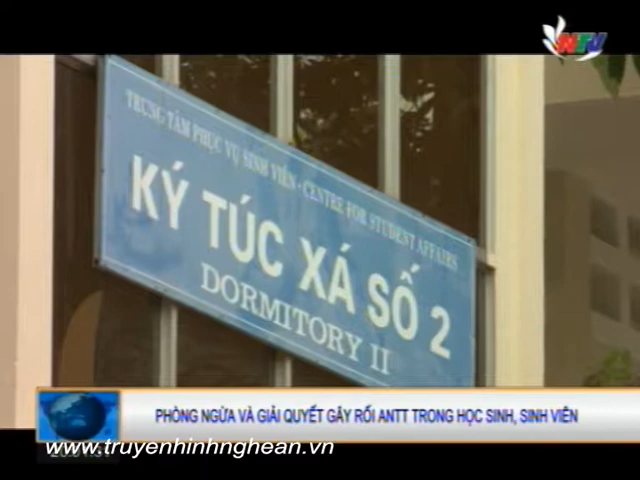 NTV
TRUNG TÂM PHỤC VỤ SINH VIÊN - CENTRE FOR STUDENT AFFAIRS
KÝ TÚC XÁ SỐ 2
DORMITORY II
PHÒNG NGỪA VÀ GIẢI QUYẾT GÂY RỐI ANTT TRONG HỌC SINH, SINH VIÊN
www.truyenhinhnghean.vn